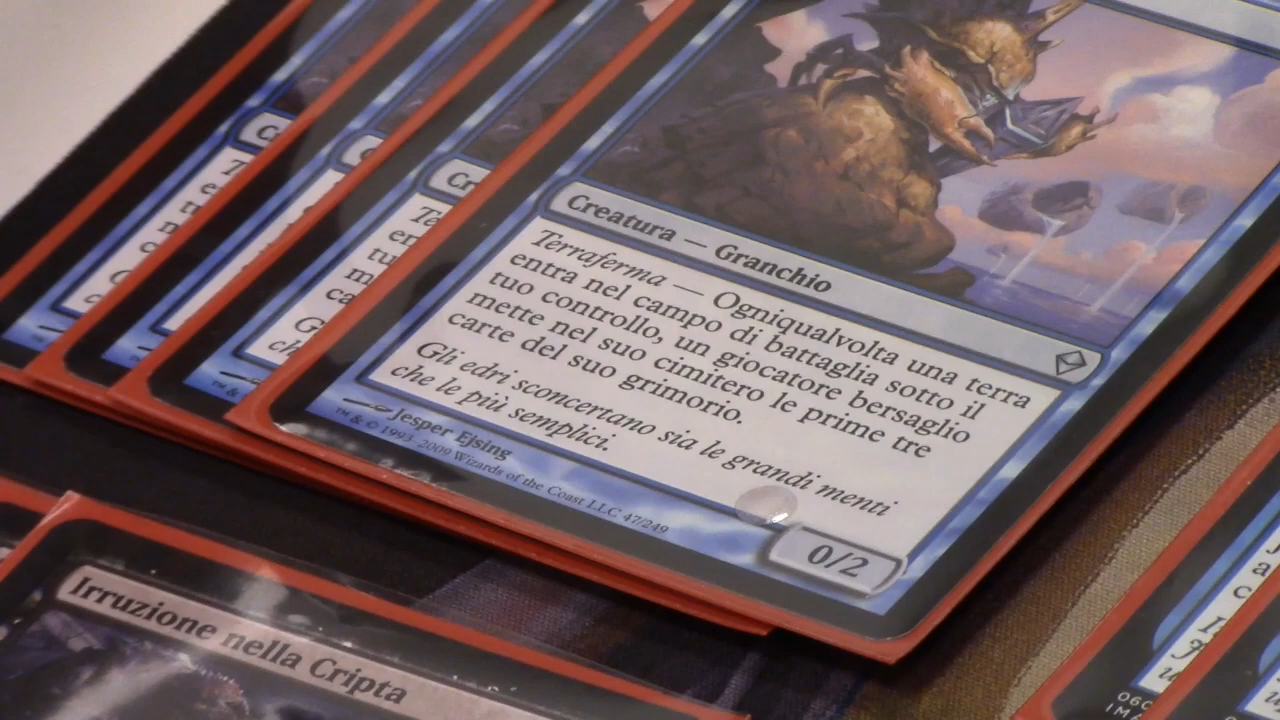 Creatura — Granchio
Terraferma — Ogniqualvolta una terra
entra nel campo di battaglia sotto il
tuo controllo, un giocatore bersaglio
mette nel suo cimitero le prime tre
carte del suo grimorio.
Gli edri sconcertano sia le grandi menti
che le più semplici.
Jesper Ejsing
™ & © 1993-2009 Wizards of the Coast LLC 47/249
0/2
Irruzione nella Cripta